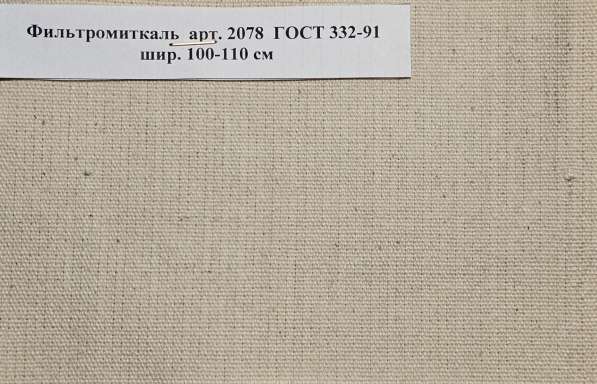 Фильтромиткаль арт. 2078 ГОСТ 332-91
шир. 100-110 см